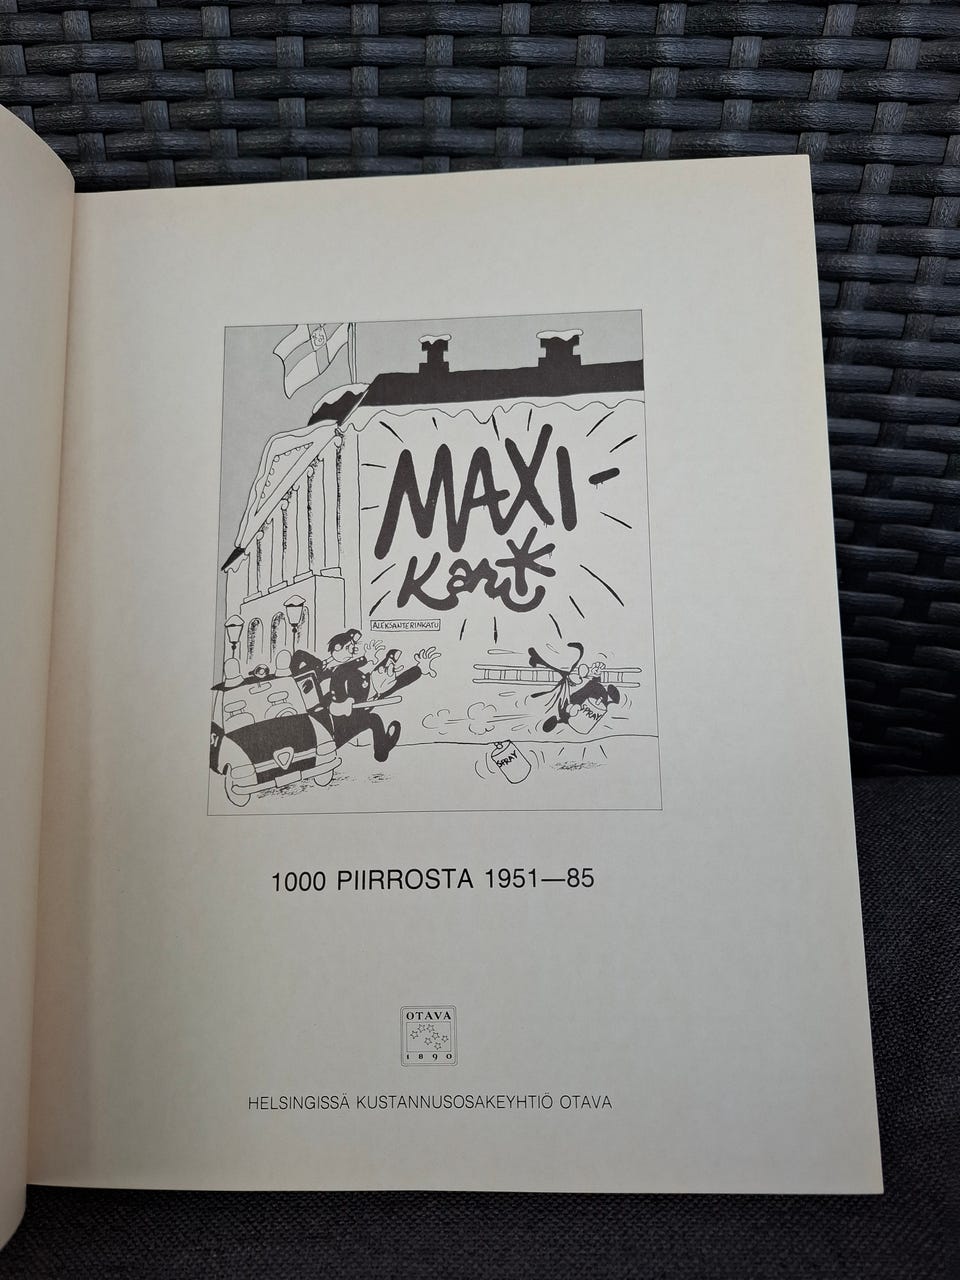 MAXI-
Kari
ALEKSANTERINKATU
SPRAY
SPRAY
1000 PIIRROSTA 1951—85
OTAVA
1890
HELSINGISSÄ KUSTANNUSOSAKEYHTIÖ OTAVA